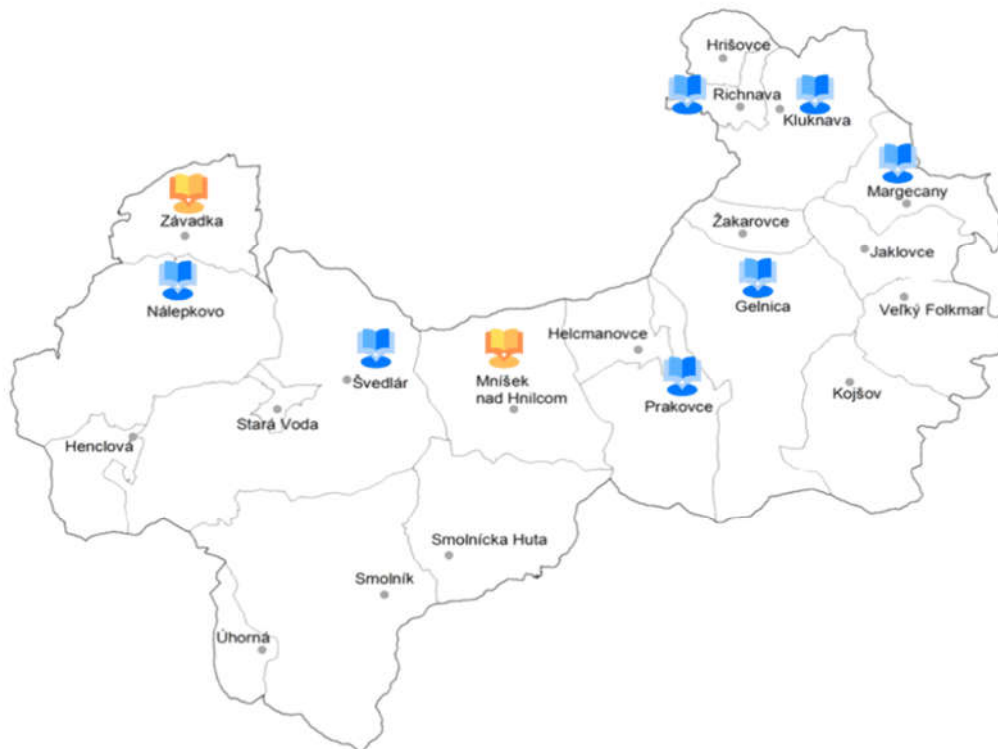 Hrišovce
Richnava
Kluknava
Margecany
Závadka
Žakarovce
Jaklovce
Nálepkovo
Gelnica
Veľký Folkmar
Helcmanovce
Švedlár
Mníšek
nad Hnilcom
Kojšov
Prakovce
Stará Voda
Henclová
Smolnícka Huta
Smolník
Úhorná